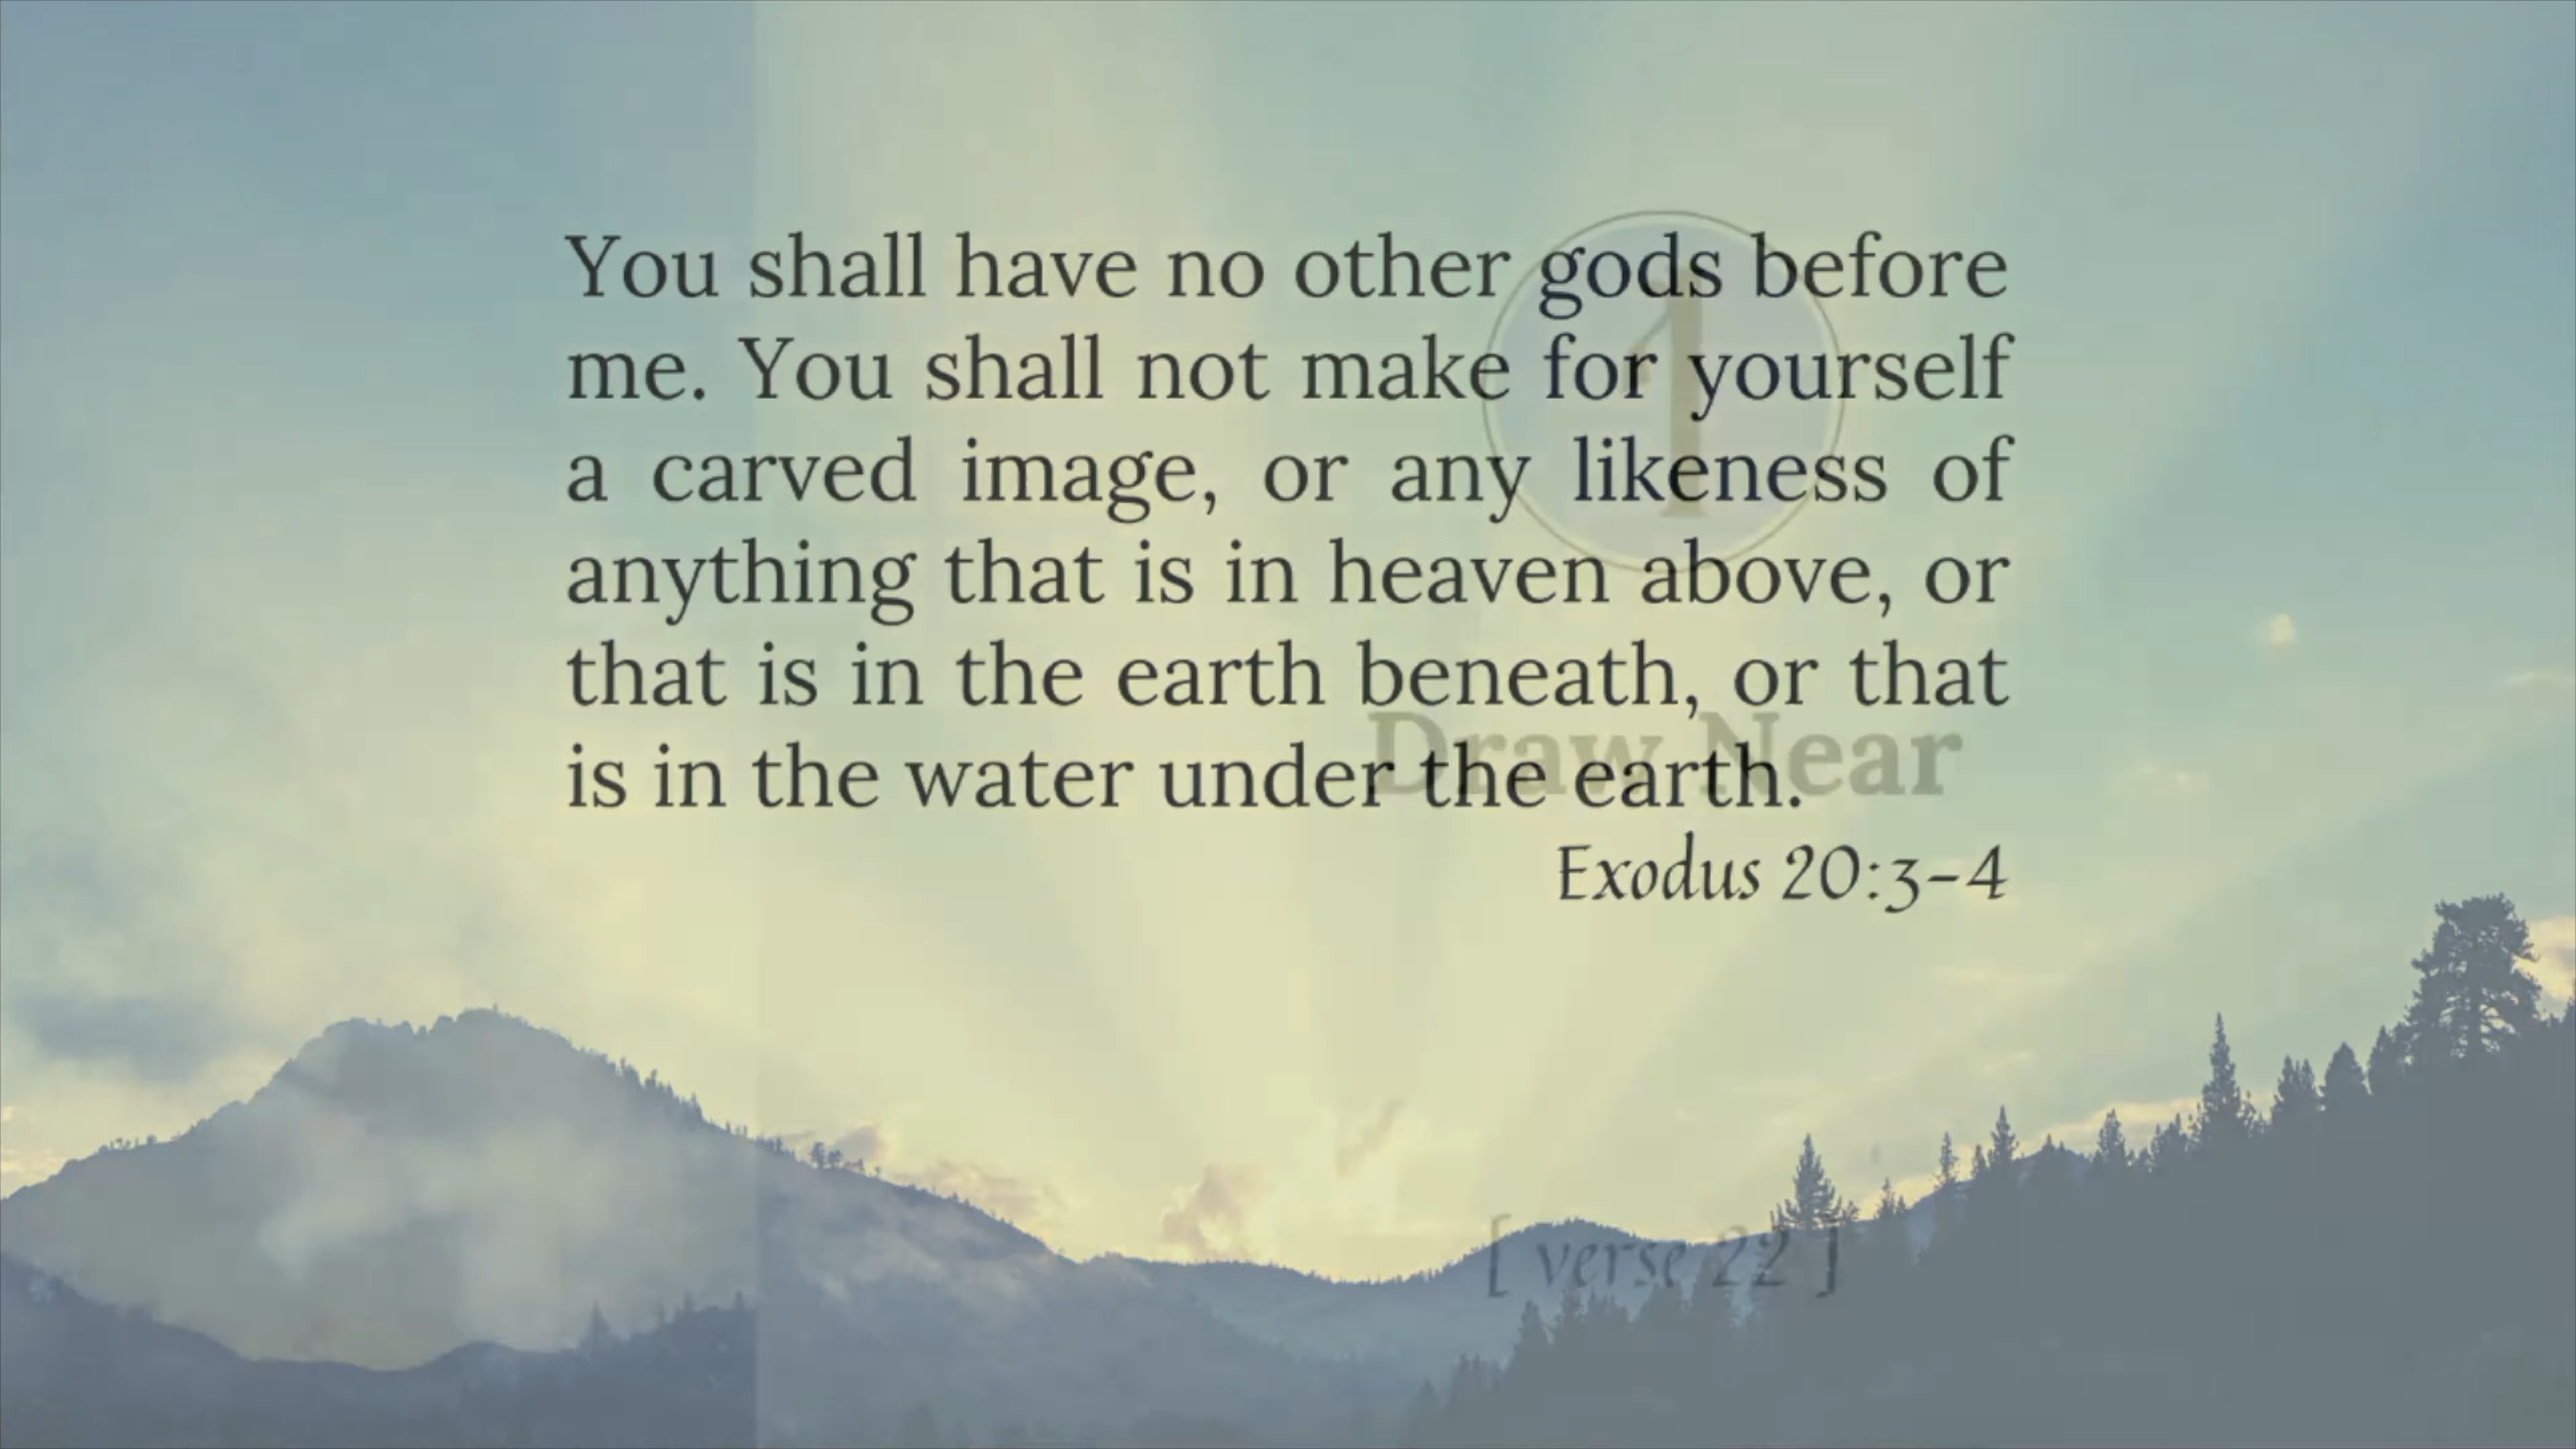 You shall have no other gods before
me. You shall not make for yourself
a carved image, or any likeness of
anything that is in heaven above, or
that is in the earth beneath, or that
is in the water under the earth.
Exodus 20:3-4
1
Draw Near
[ verse 22 ]